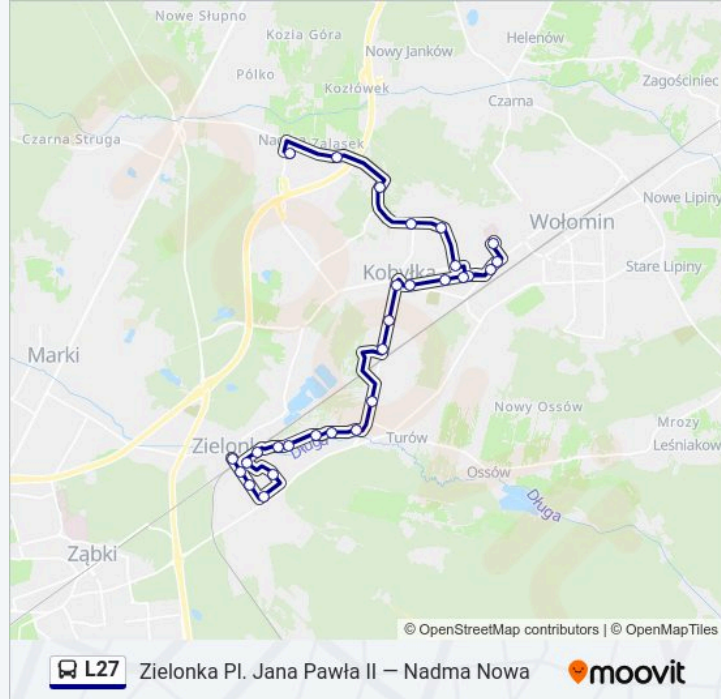 Nowe Słupno
Kozia Góra
Helenów
Nowy Janków
Pólko
Zagościniec
Kozłówek
Czarna
Czarna Struga
Zalasek
Nowe Lipiny
Wołomin
Kobyłka
Stare Lipiny
Marki
Nowy Ossów
Mrozy
Turów
Leśniako
Zielonk
Długa
Ossów
Długa
Ząbki
© OpenStreetMap contributors | © OpenMapTiles
L27 Zielonka Pl. Jana Pawła II — Nadma Nowa moovit